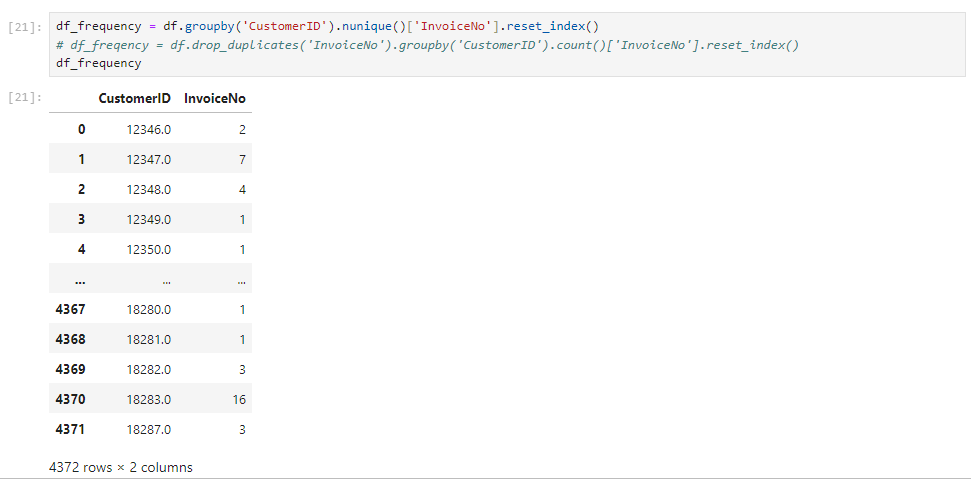 [21]: df_frequency = df.groupby('CustomerID').nunique()['InvoiceNo'].reset_index()
# df_freqency = df.drop_duplicates('InvoiceNo').groupby('CustomerID').count()['InvoiceNo'].reset_index()
df_frequency
[21]: CustomerID InvoiceNo
0 12346.0 2
1 12347.0 7
2 12348.0 4
3 12349.0 1
4 12350.0 1
... ... ...
4367 18280.0 1
4368 18281.0 1
4369 18282.0 3
4370 18283.0 16
4371 18287.0 3
4372 rows × 2 columns